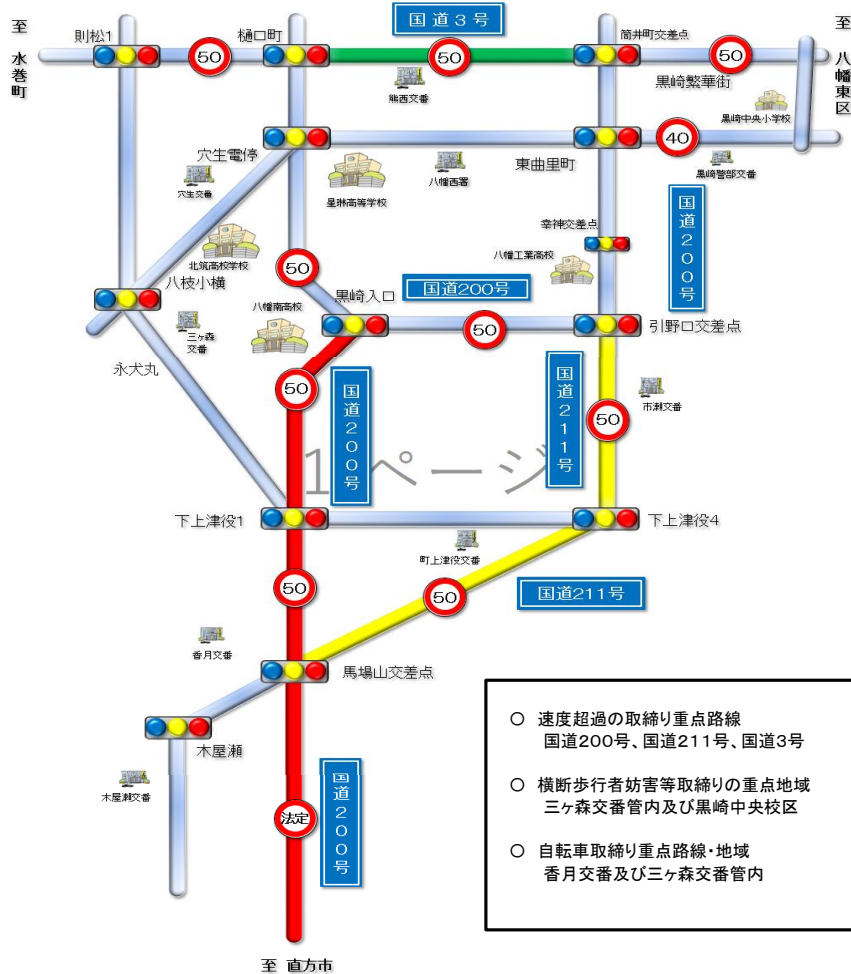 国道3号
至 水巻町
則松1
樋口町
筒井町交差点
至 八幡東区
50
50
50
黒崎繁華街
熊西交番
黒崎中央小学校
穴生電停
東曲里町
40
穴生交番
星琳高等学校
八幡西署
黒崎警部交番
国道200号
幸神交差点
北筑高校学校
八幡工業高校
50
八枝小横
黒崎入口
国道200号
八幡南高校
三ヶ森
交番
50
引野口交差点
永犬丸
50
国道200号
国道211号
市瀬交番
50
1 ページ
下上津役1
下上津役4
町上津役交番
50
50
国道211号
香月交番
馬場山交差点
木屋瀬
木屋瀬交番
国道200号
法定
至 直方市
○ 速度超過の取締り重点路線
国道200号、国道211号、国道3号
○ 横断歩行者妨害等取締りの重点地域
三ヶ森交番管内及び黒崎中央校区
○ 自転車取締り重点路線・地域
香月交番及び三ヶ森交番管内